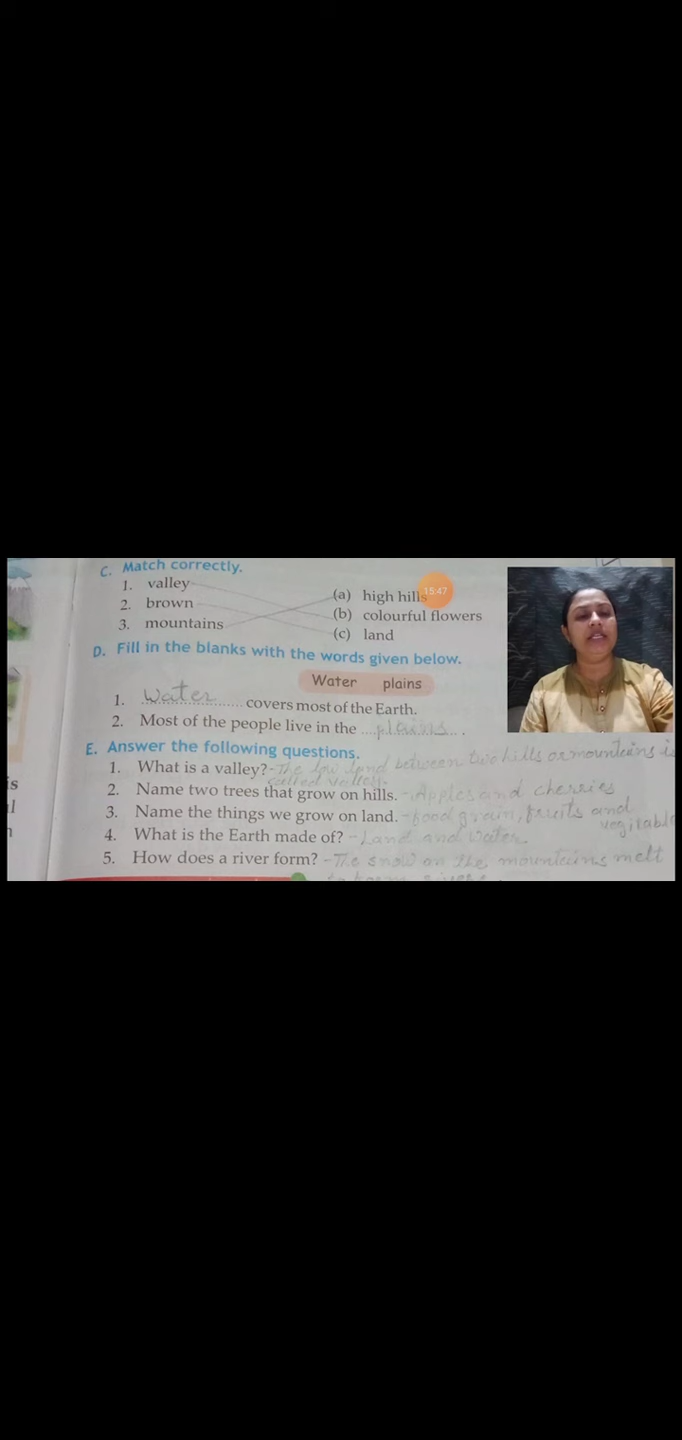 C. Match correctly.
1. valley
(a) high hills
15:47
2. brown
(b) colourful flowers
3. mountains
(c) land
D. Fill in the blanks with the words given below.
Water plains
1. Water covers most of the Earth.
2. Most of the people live in the plains.
E. Answer the following questions.
1. What is a valley? - The low land between two hills or mountains is
called valley.
2. Name two trees that grow on hills. - Apples and cherries
3. Name the things we grow on land. - food grain, fruits and
vegitable
4. What is the Earth made of? - Land and Water.
5. How does a river form? - The snow on the mountains melt
is